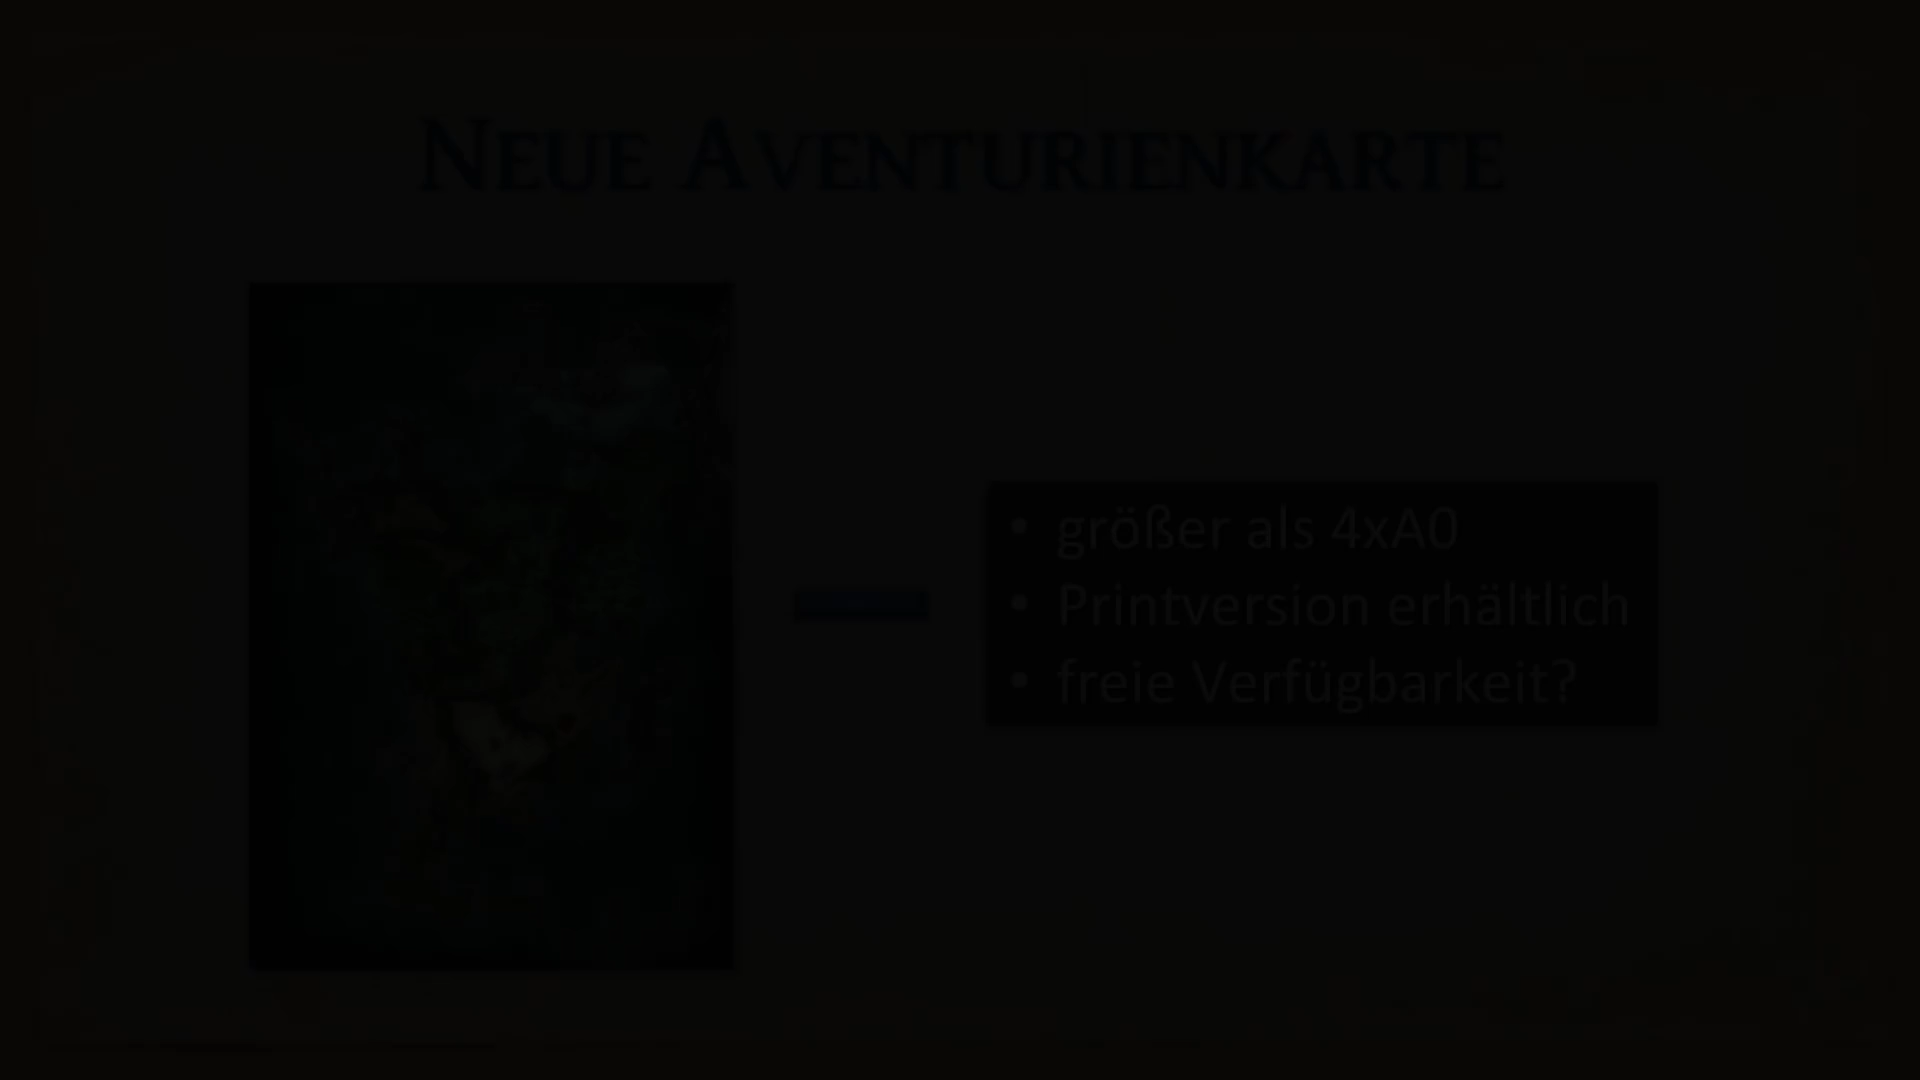 Neue Aventurienkarte
• größer als 4xA0
• Printversion erhältlich
• freie Verfügbarkeit?